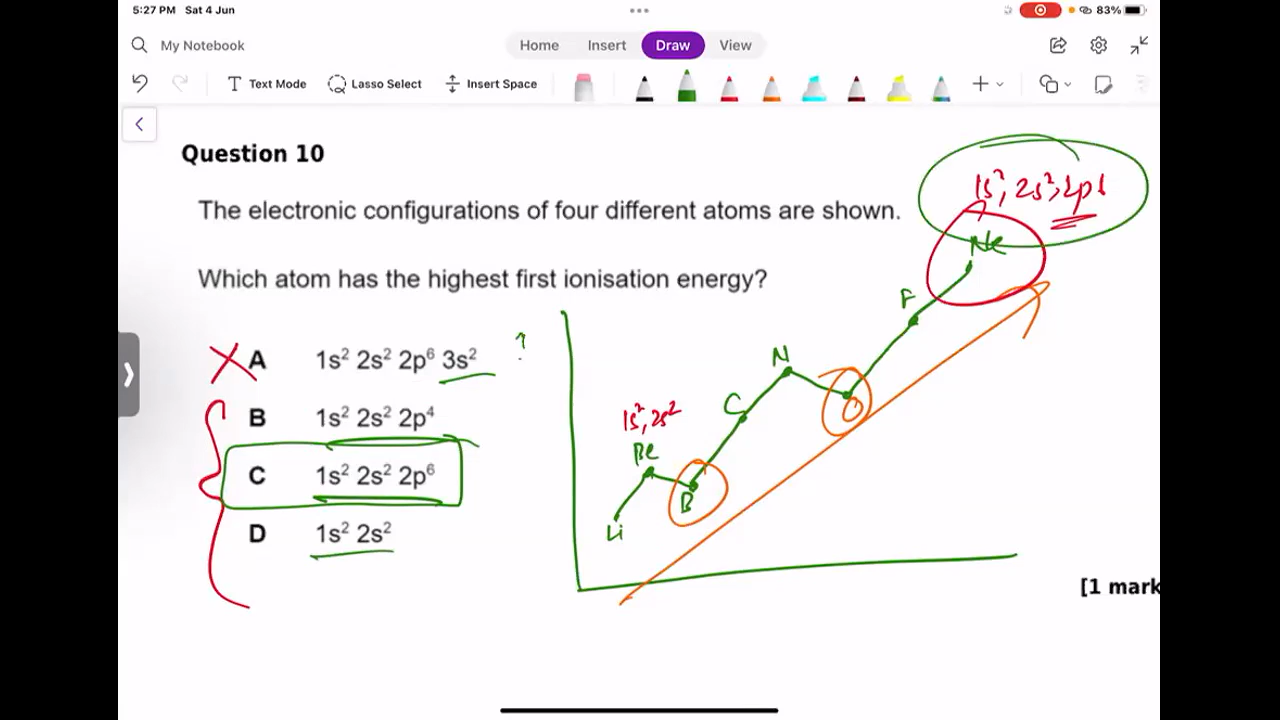 5:27 PM Sat 4 Jun
83%
My Notebook
Home Insert Draw View
Text Mode Lasso Select Insert Space
Question 10
The electronic configurations of four different atoms are shown.
1s², 2s², 2p6
Which atom has the highest first ionisation energy?
Ne
F
A 1s² 2s² 2p⁶ 3s² ?
N
B 1s² 2s² 2p⁴
1s², 2s²
C
O
Be
C 1s² 2s² 2p⁶
B
Li
D 1s² 2s²
[1 mark